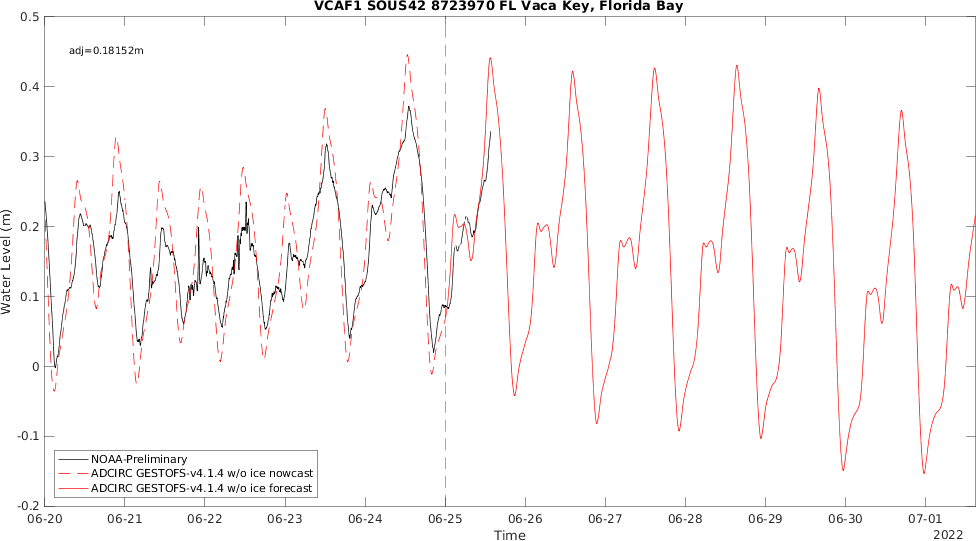 VCAF1 SOUS42 8723970 FL Vaca Key, Florida Bay
0.5
adj=0.18152m
0.4
0.3
0.2
0.1
0
-0.1
-0.2
Water Level (m)
NOAA-Preliminary
ADCIRC GESTOFS-v4.1.4 w/o ice nowcast
ADCIRC GESTOFS-v4.1.4 w/o ice forecast
06-20 06-21 06-22 06-23 06-24 06-25 06-26 06-27 06-28 06-29 06-30 07-01
Time
2022